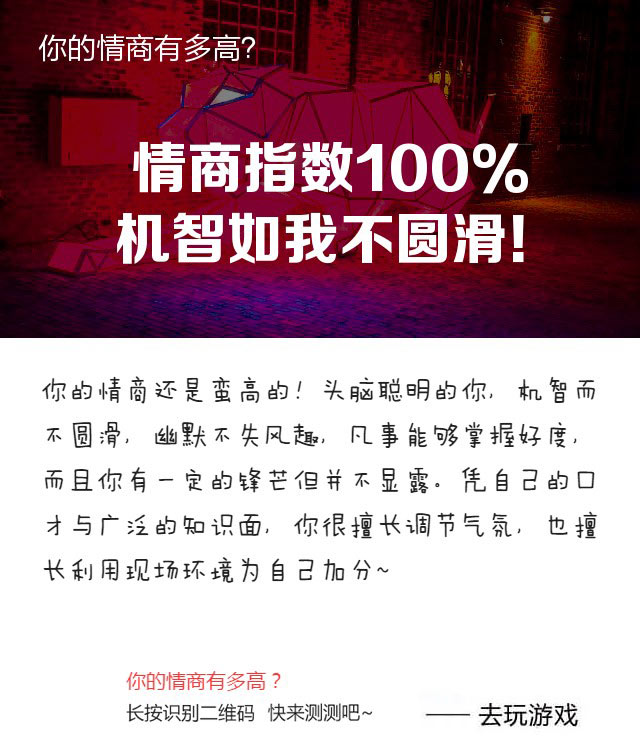 你的情商有多高?
情商指数100%
机智如我不圆滑!
你的情商还是蛮高的! 头脑聪明的你, 机智而
不圆滑, 幽默不失风趣, 凡事能够掌握好度,
而且你有一定的锋芒但并不显露。凭自己的口
才与广泛的知识面, 你很擅长调节气氛, 也擅
长利用现场环境为自己加分~
你的情商有多高?
长按识别二维码 快来测测吧~
—— 去玩游戏